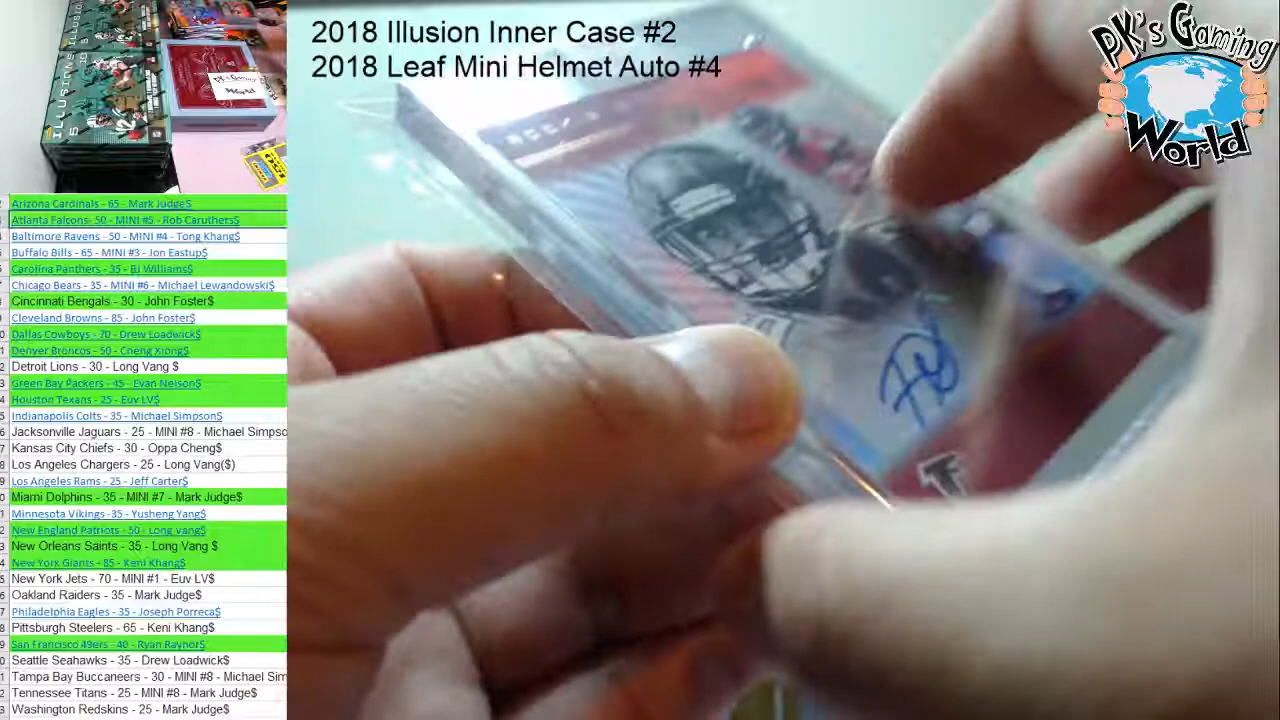 2018 Illusion Inner Case #2
2018 Leaf Mini Helmet Auto #4
PK's Gaming
World
ILLUSIONS
Arizona Cardinals - 65 - Mark Judge$
Atlanta Falcons- 50 - MINI #5 - Rob Caruthers$
Baltimore Ravens - 50 - MINI #4 - Tong Khang$
Buffalo Bills - 65 - MINI #3 - Jon Eastup$
Carolina Panthers - 35 - BJ Williams$
Chicago Bears - 35 - MINI #6 - Michael Lewandowski$
Cincinnati Bengals - 30 - John Foster$
Cleveland Browns - 85 - John Foster$
Dallas Cowboys - 70 - Drew Loadwick$
Denver Broncos - 50 - Cheng Xiong$
Detroit Lions - 30 - Long Vang $
Green Bay Packers - 45 - Evan Nelson$
Houston Texans - 25 - Euv LV$
Indianapolis Colts - 35 - Michael Simpson$
Jacksonville Jaguars - 25 - MINI #8 - Michael Simpso
Kansas City Chiefs - 30 - Oppa Cheng$
Los Angeles Chargers - 25 - Long Vang($)
Los Angeles Rams - 25 - Jeff Carter$
Miami Dolphins - 35 - MINI #7 - Mark Judge$
Minnesota Vikings -35 - Yusheng Yang$
New England Patriots - 50 - Long vang$
New Orleans Saints - 35 - Long Vang $
New York Giants - 85 - Keni Khang$
New York Jets - 70 - MINI #1 - Euv LV$
Oakland Raiders - 35 - Mark Judge$
Philadelphia Eagles - 35 - Joseph Porreca$
Pittsburgh Steelers - 65 - Keni Khang$
San Francisco 49ers - 40 - Ryan Raynor$
Seattle Seahawks - 35 - Drew Loadwick$
Tampa Bay Buccaneers - 30 - MINI #8 - Michael Sim
Tennessee Titans - 25 - MINI #8 - Mark Judge$
Washington Redskins - 25 - Mark Judge$